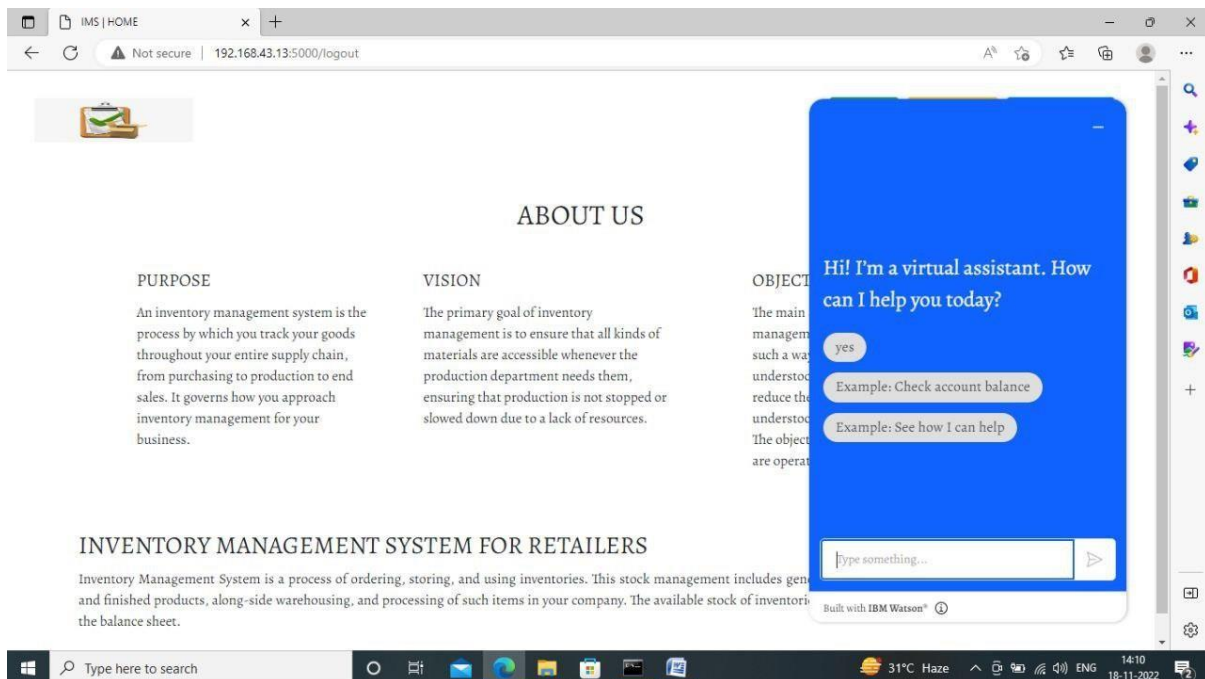 IMS | HOME
Not secure | 192.168.43.13:5000/logout
ABOUT US
PURPOSE
An inventory management system is the
process by which you track your goods
throughout your entire supply chain,
from purchasing to production to end
sales. It governs how you approach
inventory management for your
business.
VISION
The primary goal of inventory
management is to ensure that all kinds of
materials are accessible whenever the
production department needs them,
ensuring that production is not stopped or
slowed down due to a lack of resources.
OBJECT
The main
managem
such a way
understoo
reduce the
understoo
The object
are operat
INVENTORY MANAGEMENT SYSTEM FOR RETAILERS
Inventory Management System is a process of ordering, storing, and using inventories. This stock management includes gene
and finished products, along-side warehousing, and processing of such items in your company. The available stock of inventori
the balance sheet.
Hi! I'm a virtual assistant. How
can I help you today?
yes
Example: Check account balance
Example: See how I can help
Type something...
Built with IBM Watson®
Type here to search
31°C Haze
ENG
14:10
18-11-2022
2